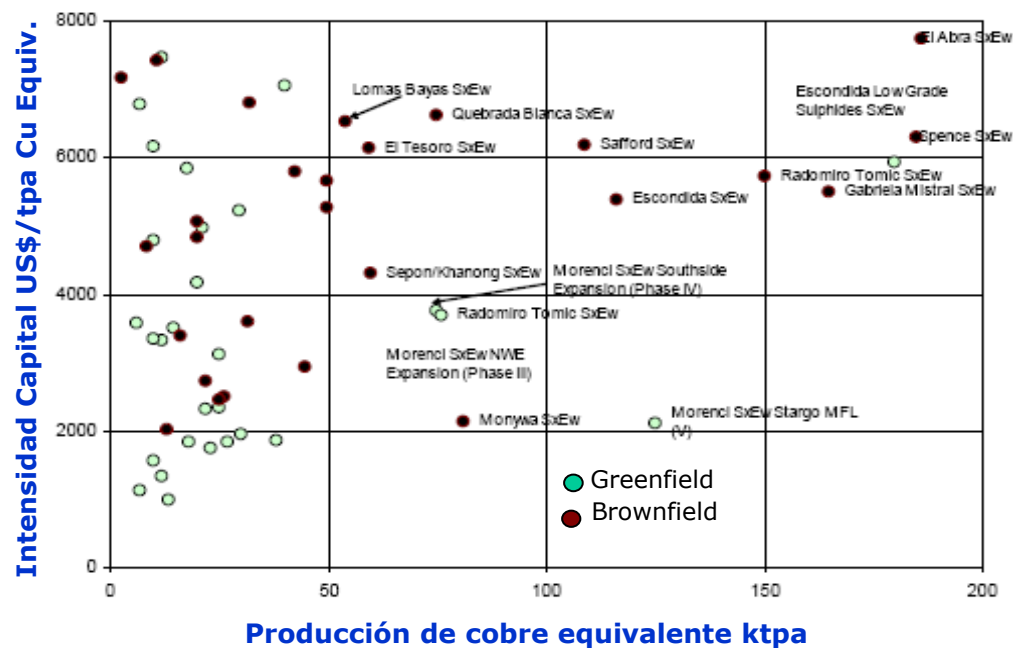 Intensidad Capital US$/tpa Cu Equiv.
8000
6000
4000
2000
0
El Abra SxEw
Lomas Bayas SxEw
Escondida Low Grade
Sulphides SxEw
Quebrada Blanca SxEw
Spence SxEw
El Tesoro SxEw
Safford SxEw
Radomiro Tomic SxEw
Gabriela Mistral SxEw
Escondida SxEw
Sepon/Khanong SxEw
Morenci SxEw Southside
Expansion (Phase IV)
Radomiro Tomic SxEw
Morenci SxEw NWE
Expansion (Phase III)
Monywa SxEw
Morenci SxEw Stargo MFL
(V)
Greenfield
Brownfield
0
50
100
150
200
Producción de cobre equivalente ktpa